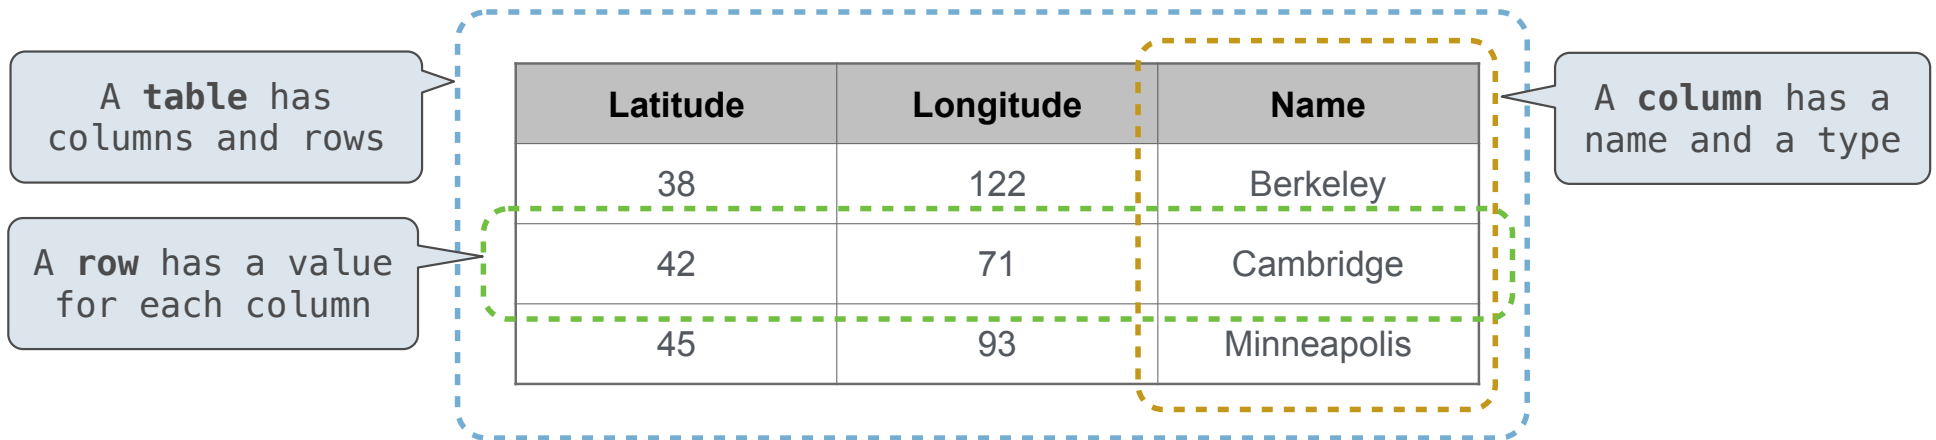 A table has
columns and rows
A row has a value
for each column
Latitude Longitude Name
38 122 Berkeley
42 71 Cambridge
45 93 Minneapolis
A column has a
name and a type